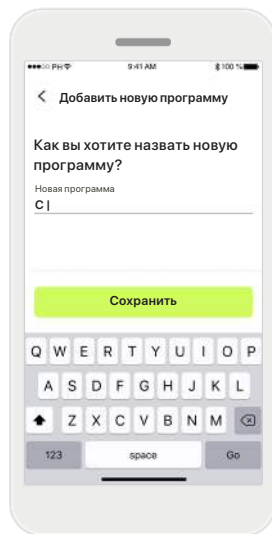 ●●●○○ PH 9:41 AM 100 %
Добавить новую программу
Как вы хотите назвать новую
программу?
Новая программа
С |
Сохранить
Q W E R T Y U I O P
A S D F G H J K L
Z X C V B N M
123 space Go